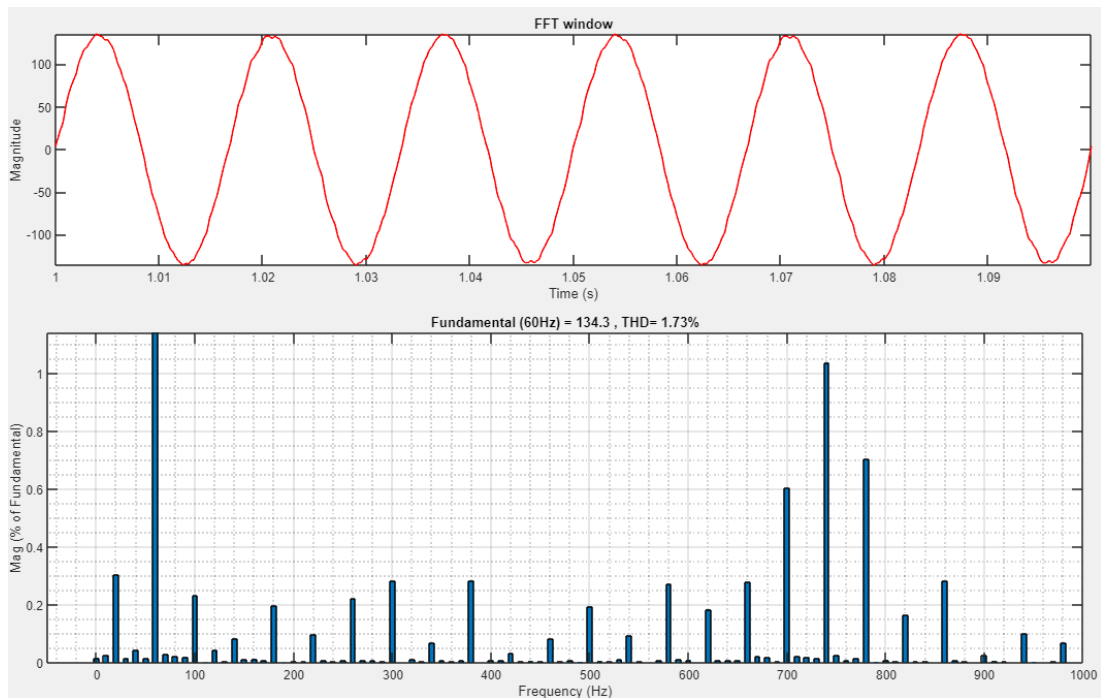 FFT window
100
50
0
-50
-100
Magnitude
1 1.01 1.02 1.03 1.04 1.05 1.06 1.07 1.08 1.09
Time (s)
Fundamental (60Hz) = 134.3 , THD= 1.73%
1
0.8
0.6
0.4
0.2
0
Mag (% of Fundamental)
0 100 200 300 400 500 600 700 800 900 1000
Frequency (Hz)